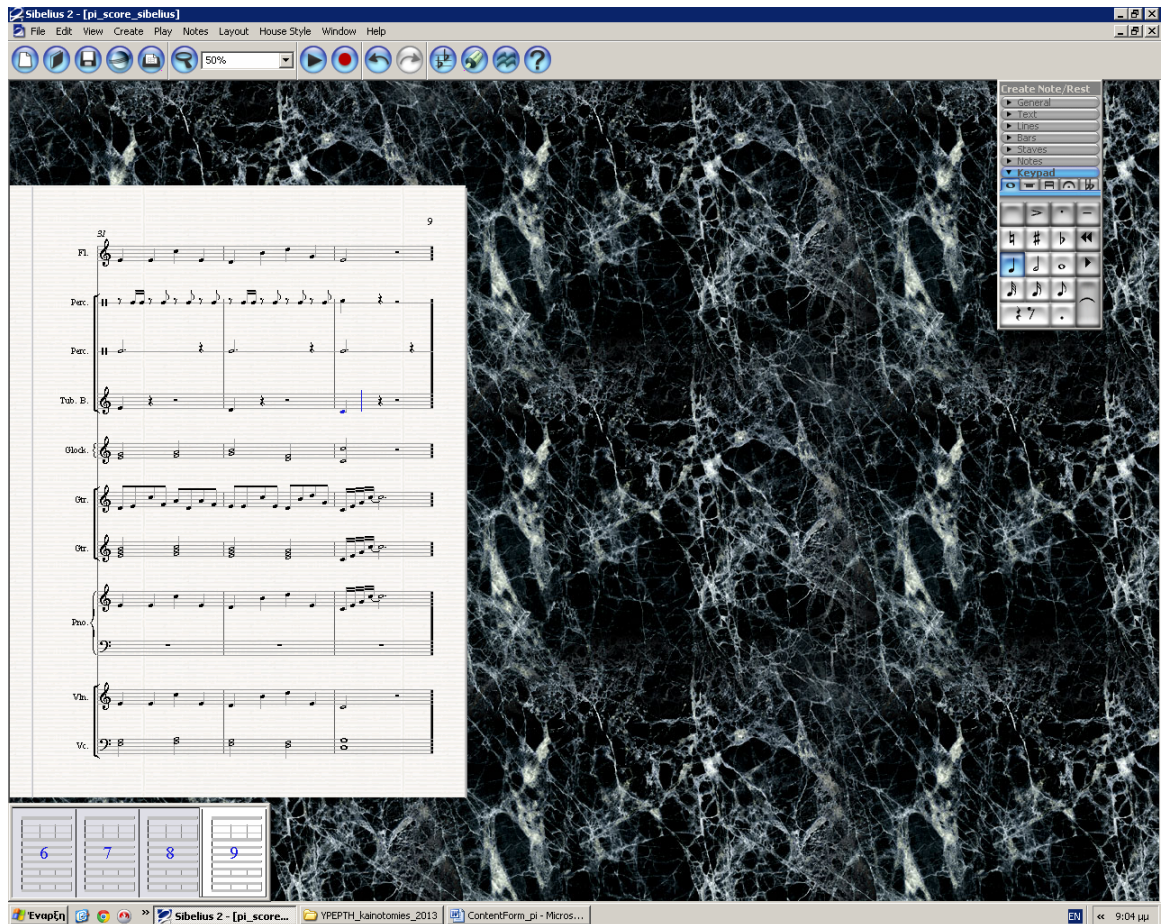 Sibelius 2 - [pi_score_sibelius]
File Edit View Create Play Notes Layout House Style Window Help
50%
Create Note/Rest
General
Text
Lines
Bars
Staves
Notes
Keypad
9
31
Fl.
Perc.
Perc.
Tub. B.
Glock.
Gtr.
Gtr.
Pno.
Vln.
Vc.
6 7 8 9
Έναρξη » Sibelius 2 - [pi_score... YPEPTH_kainotomies_2013 ContentForm_pi - Micros... EN « 9:04 μμ